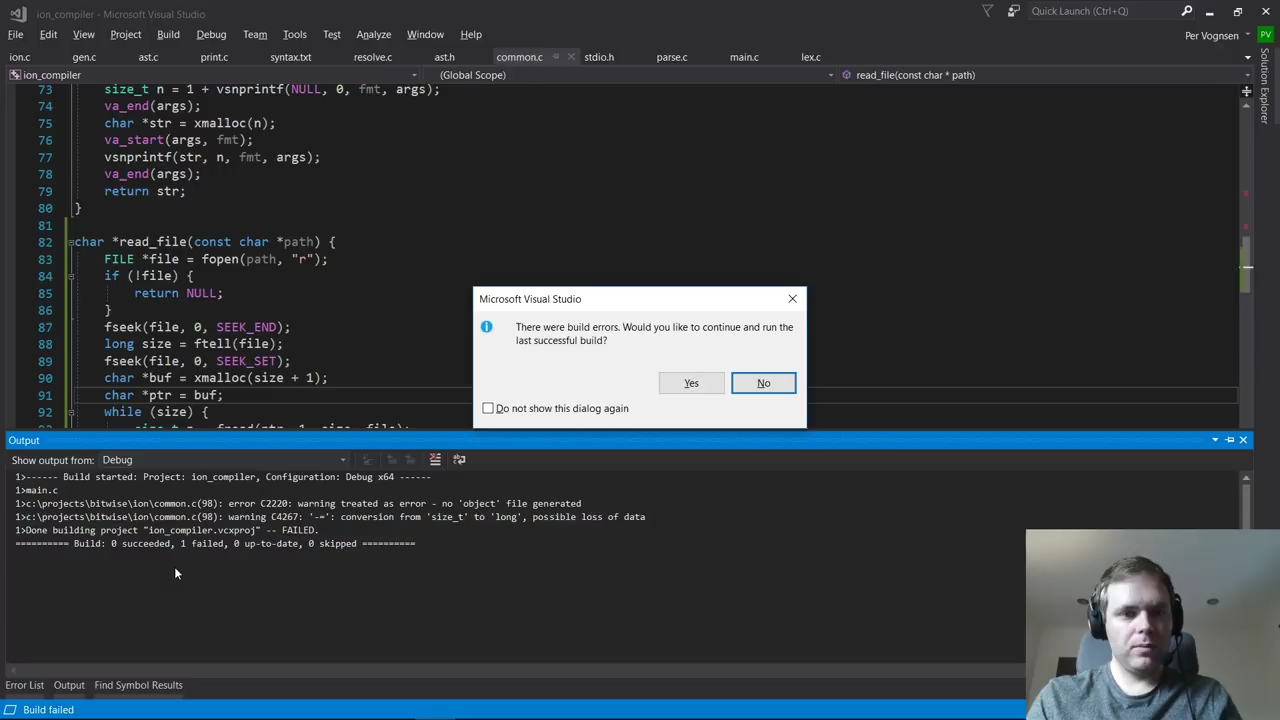 ion_compiler - Microsoft Visual Studio
Quick Launch (Ctrl+Q)
File Edit View Project Build Debug Team Tools Test Analyze Window Help
Per Vognsen PV
ion.c gen.c ast.c print.c syntax.txt resolve.c ast.h common.c stdio.h parse.c main.c lex.c
ion_compiler (Global Scope) read_file(const char * path)
Solution Explorer
73 size_t n = 1 + vsnprintf(NULL, 0, fmt, args);
74 va_end(args);
75 char *str = xmalloc(n);
76 va_start(args, fmt);
77 vsnprintf(str, n, fmt, args);
78 va_end(args);
79 return str;
80 }
81
82 char *read_file(const char *path) {
83 FILE *file = fopen(path, "r");
84 if (!file) {
85 return NULL;
86 }
87 fseek(file, 0, SEEK_END);
88 long size = ftell(file);
89 fseek(file, 0, SEEK_SET);
90 char *buf = xmalloc(size + 1);
91 char *ptr = buf;
92 while (size) {
Microsoft Visual Studio
There were build errors. Would you like to continue and run the
last successful build?
Yes No
Do not show this dialog again
Output
Show output from: Debug
1>------ Build started: Project: ion_compiler, Configuration: Debug x64 ------
1>main.c
1>c:\projects\bitwise\ion\common.c(98): error C2220: warning treated as error - no 'object' file generated
1>c:\projects\bitwise\ion\common.c(98): warning C4267: '-=': conversion from 'size_t' to 'long', possible loss of data
1>Done building project "ion_compiler.vcxproj" -- FAILED.
========== Build: 0 succeeded, 1 failed, 0 up-to-date, 0 skipped ==========
Error List Output Find Symbol Results
Build failed